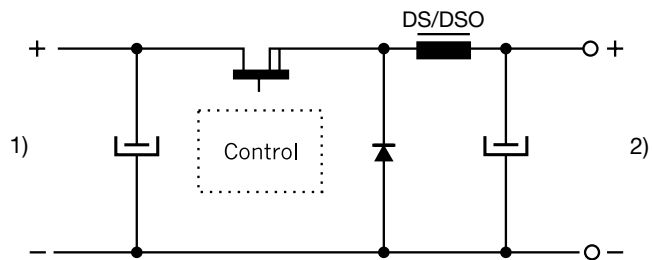 DS/DSO
+ +
1) Control 2)
− −